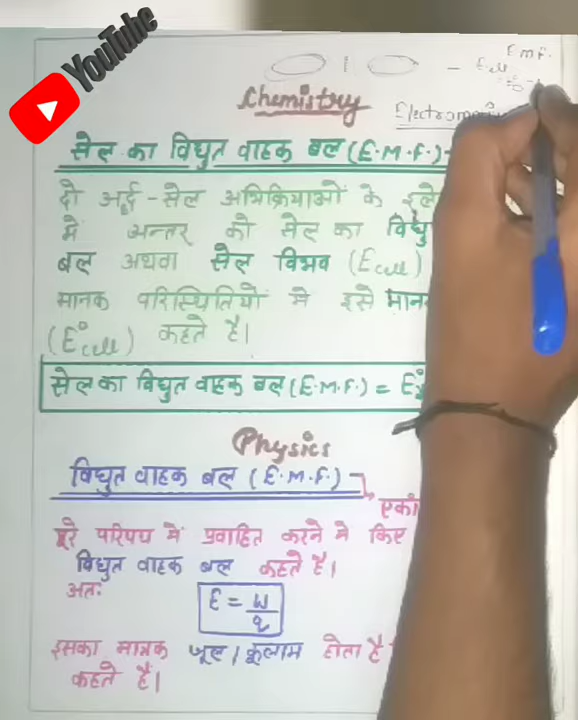 YouTube
E.M.F.
Chemistry
Ecell
सेल का विद्युत वाहक बल (E.M.F.)-
दो अर्द्ध-सेल अभिक्रियाओं के
में अन्तर को सेल का
बल अथवा सेल विभव (Ecell)
मानक परिस्थितियों मे इसे
(E°cell) कहते है।
सेल का विद्युत वाहक बल (E.M.F.) =
Physics
विद्युत वाहक बल (E.M.F.)-
पूरे परिपथ में प्रवाहित करने मे किए
विद्युत वाहक बल कहते है।
अतः
E = W/q
इसका मात्रक जूल/कूलाम होता है
कहते है।